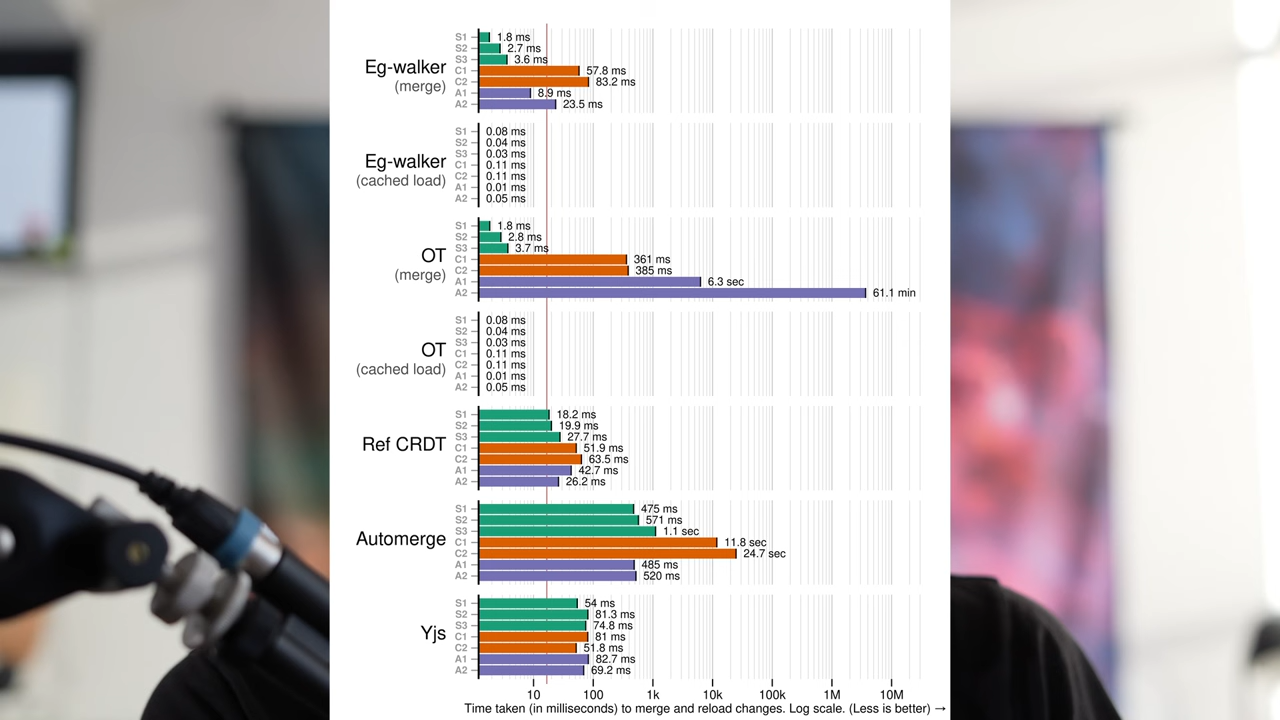 Eg-walker
(merge)
S1 1.8 ms
S2 2.7 ms
S3 3.6 ms
C1 57.8 ms
C2 83.2 ms
A1 8.9 ms
A2 23.5 ms
Eg-walker
(cached load)
S1 0.08 ms
S2 0.04 ms
S3 0.03 ms
C1 0.11 ms
C2 0.11 ms
A1 0.01 ms
A2 0.05 ms
OT
(merge)
S1 1.8 ms
S2 2.8 ms
S3 3.7 ms
C1 361 ms
C2 385 ms
A1 6.3 sec
A2 61.1 min
OT
(cached load)
S1 0.08 ms
S2 0.04 ms
S3 0.03 ms
C1 0.11 ms
C2 0.11 ms
A1 0.01 ms
A2 0.05 ms
Ref CRDT
S1 18.2 ms
S2 19.9 ms
S3 27.7 ms
C1 51.9 ms
C2 63.5 ms
A1 42.7 ms
A2 26.2 ms
Automerge
S1 475 ms
S2 571 ms
S3 1.1 sec
C1 11.8 sec
C2 24.7 sec
A1 485 ms
A2 520 ms
Yjs
S1 54 ms
S2 81.3 ms
S3 74.8 ms
C1 81 ms
C2 51.8 ms
A1 82.7 ms
A2 69.2 ms
10 100 1k 10k 100k 1M 10M
Time taken (in milliseconds) to merge and reload changes. Log scale. (Less is better) →